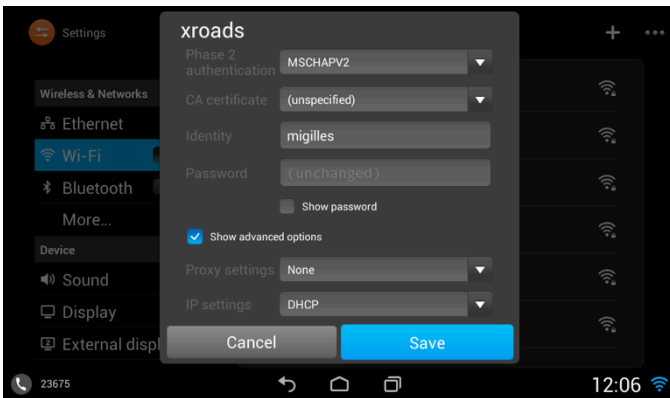 Settings
xroads
Phase 2
authentication
MSCHAPV2
Wireless & Networks
CA certificate
(unspecified)
Ethernet
Identity
migilles
Wi-Fi
Password
(unchanged)
Bluetooth
Show password
More...
Show advanced options
Device
Proxy settings
None
Sound
IP settings
DHCP
Display
Cancel
Save
External displ
23675
12:06